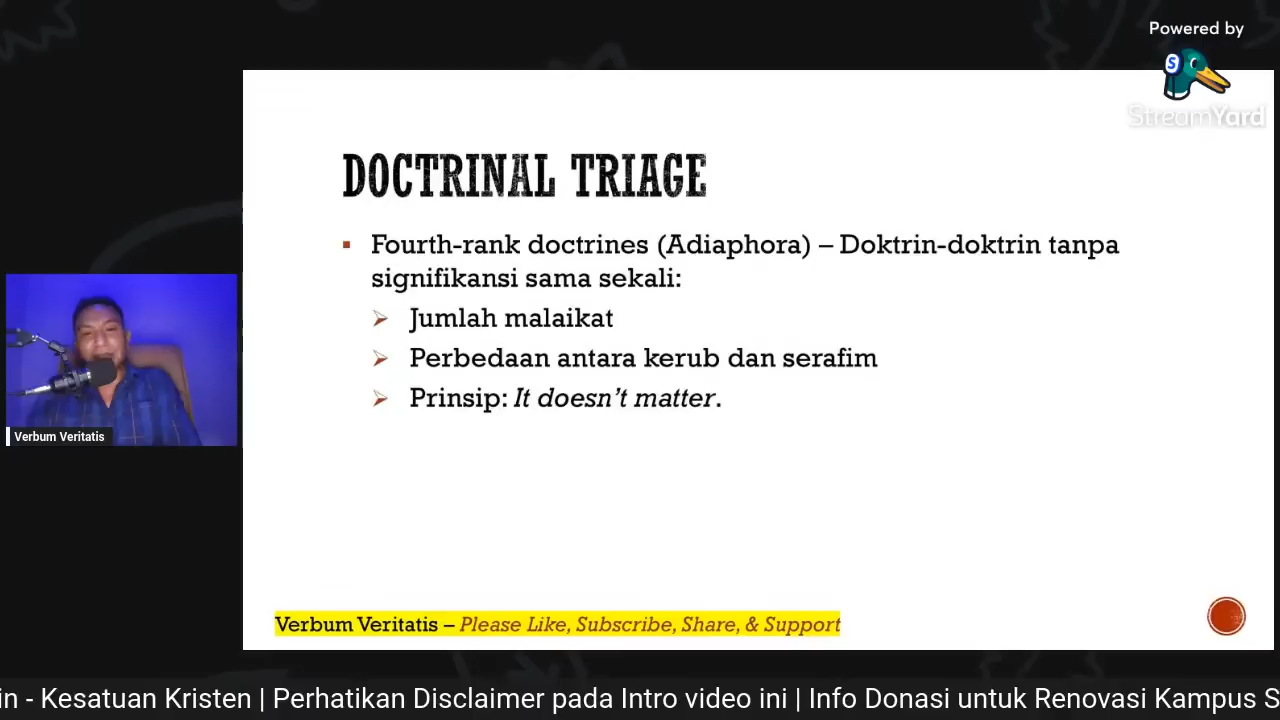 Powered by
StreamYard
DOCTRINAL TRIAGE
Fourth-rank doctrines (Adiaphora) – Doktrin-doktrin tanpa
signifikansi sama sekali:
Jumlah malaikat
Perbedaan antara kerub dan serafim
Prinsip: It doesn't matter.
Verbum Veritatis
Verbum Veritatis – Please Like, Subscribe, Share, & Support
in - Kesatuan Kristen | Perhatikan Disclaimer pada Intro video ini | Info Donasi untuk Renovasi Kampus S